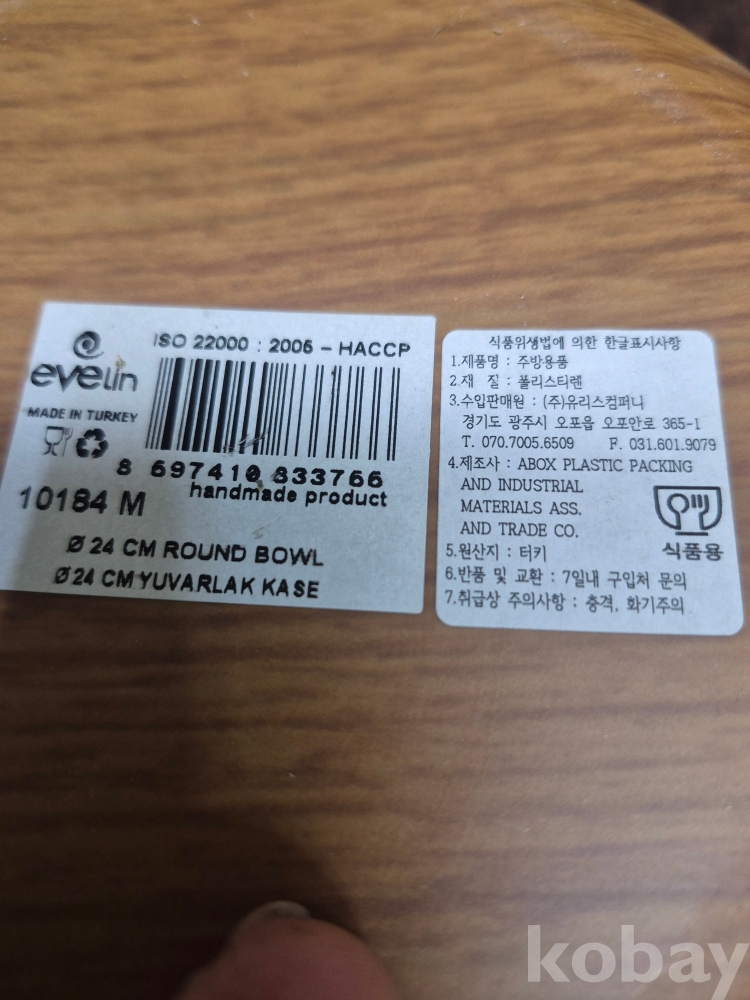 evelin
MADE IN TURKEY
ISO 22000 : 2005 - HACCP
8 697410 833766
handmade product
10184 M
Ø 24 CM ROUND BOWL
Ø 24 CM YUVARLAK KASE
식품위생법에 의한 한글표시사항
1.제품명 : 주방용품
2.재 질 : 폴리스티렌
3.수입판매원 : (주)유리스컴퍼니
경기도 광주시 오포읍 오포안로 365-1
T. 070.7005.6509 F. 031.601.9079
4.제조사 : ABOX PLASTIC PACKING
AND INDUSTRIAL
MATERIALS ASS.
AND TRADE CO.
식품용
5.원산지 : 터키
6.반품 및 교환 : 7일내 구입처 문의
7.취급상 주의사항 : 충격, 화기주의
kobay